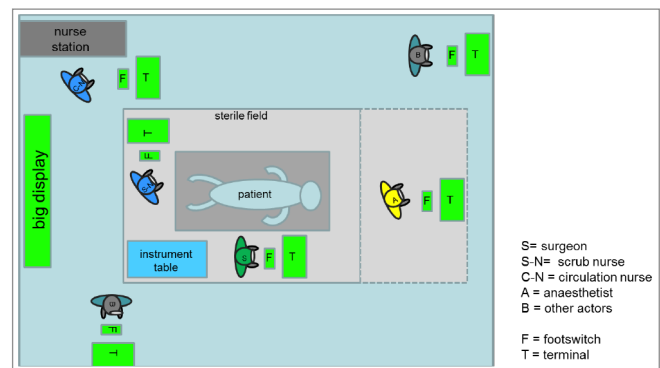 nurse
station
C-N
F
T
B
F
T
sterile field
T
F
S-N
patient
A
F
T
big display
instrument
table
S
F
T
B
F
T
S= surgeon
S-N= scrub nurse
C-N = circulation nurse
A = anaesthetist
B = other actors
F = footswitch
T = terminal